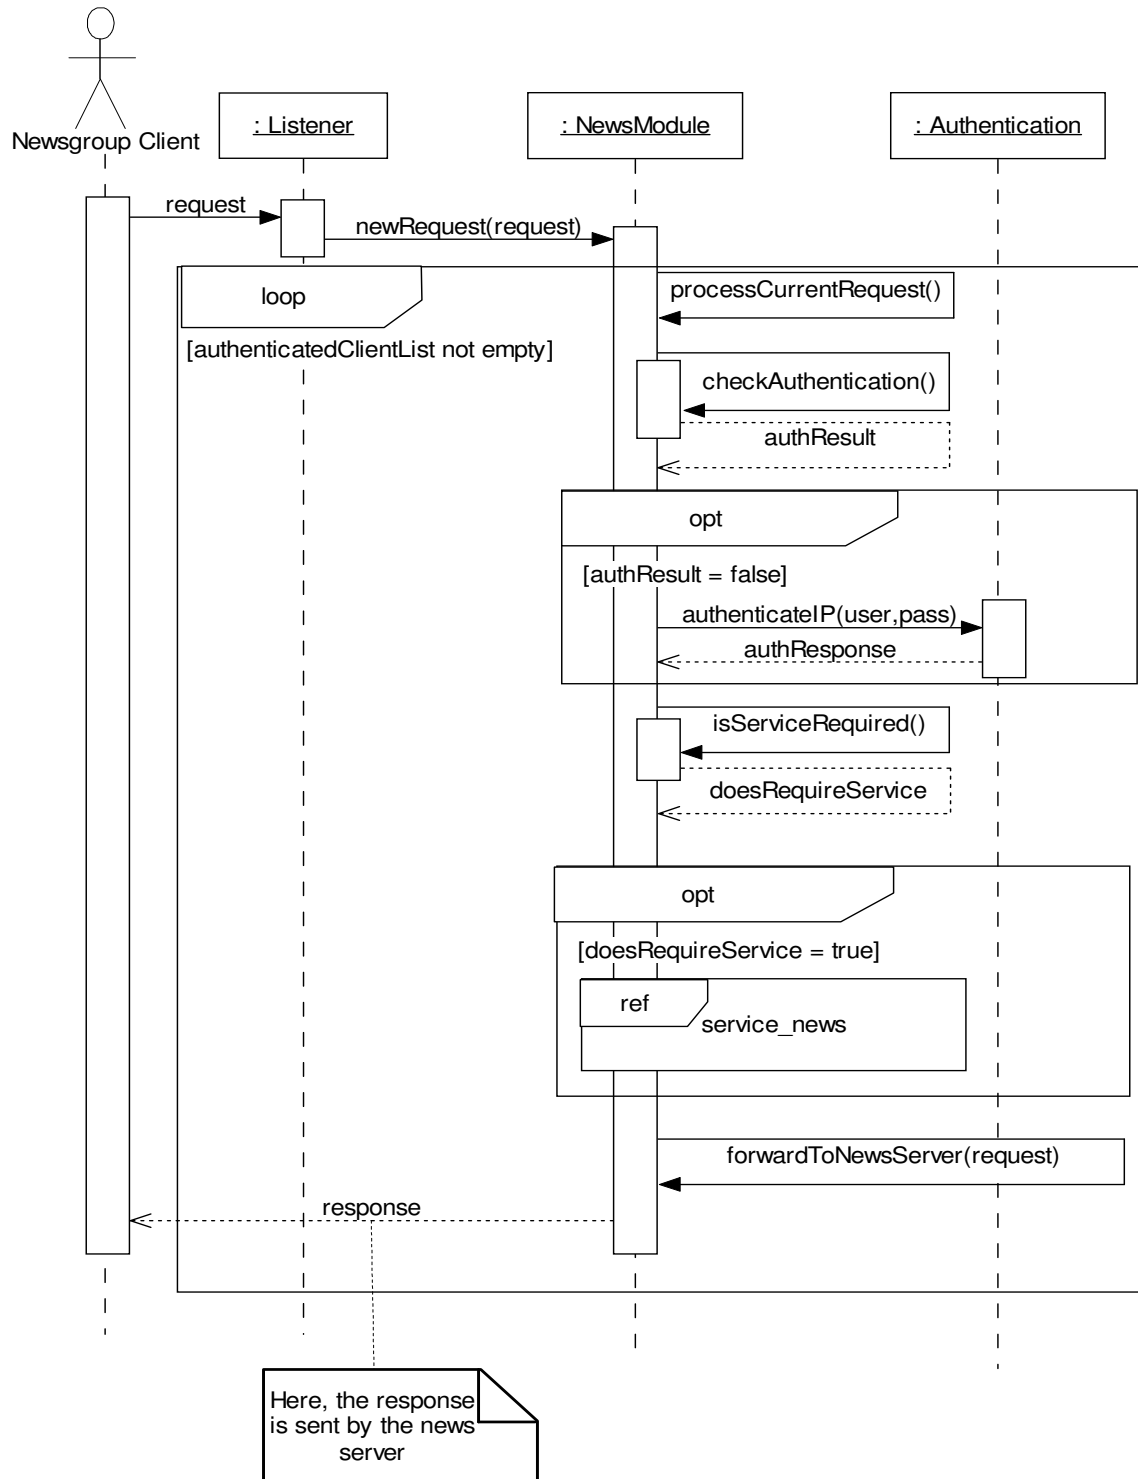 Newsgroup Client
: Listener
: NewsModule
: Authentication
request
newRequest(request)
loop
processCurrentRequest()
[authenticatedClientList not empty]
checkAuthentication()
authResult
opt
[authResult = false]
authenticateIP(user,pass)
authResponse
isServiceRequired()
doesRequireService
opt
[doesRequireService = true]
ref
service_news
forwardToNewsServer(request)
response
Here, the response
is sent by the news
server